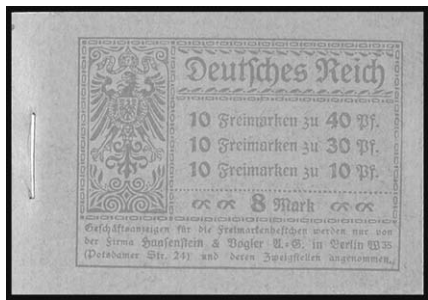 Deutsches Reich
10 Freimarken zu 40 Pf.
10 Freimarken zu 30 Pf.
10 Freimarken zu 10 Pf.
8 Mark
Geschäftsanzeigen für die Freimarkenheftchen werden nur von
der Firma Haasenstein & Vogler A.=G. in Berlin W 35
(Potsdamer Str. 24) und deren Zweigstellen angenommen.